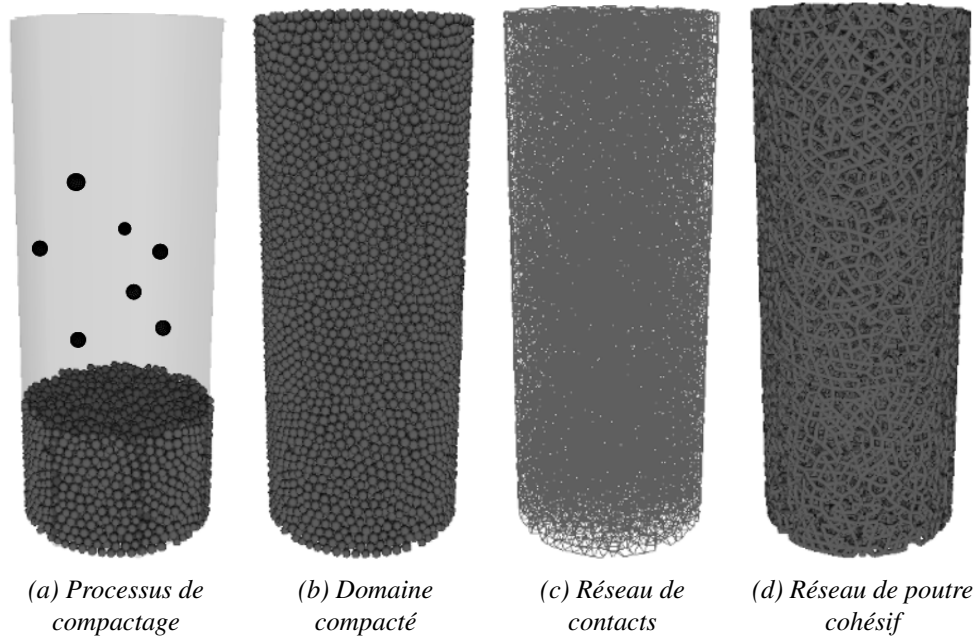 (a) Processus de
compactage
(b) Domaine
compacté
(c) Réseau de
contacts
(d) Réseau de poutre
cohésif